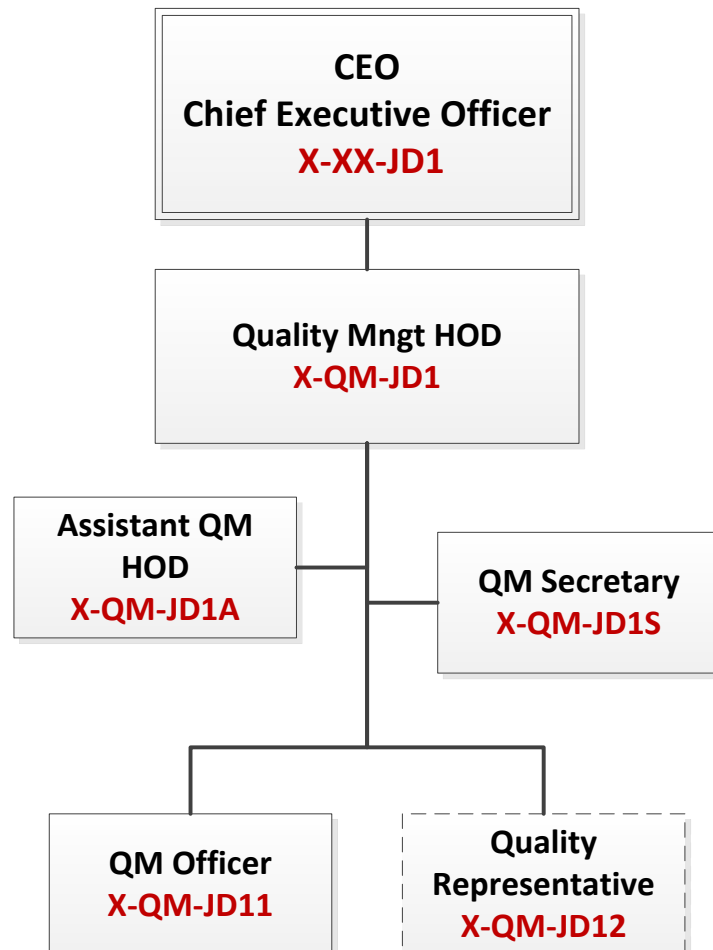 CEO
Chief Executive Officer
X-XX-JD1
Quality Mngt HOD
X-QM-JD1
Assistant QM
HOD
X-QM-JD1A
QM Secretary
X-QM-JD1S
QM Officer
X-QM-JD11
Quality
Representative
X-QM-JD12